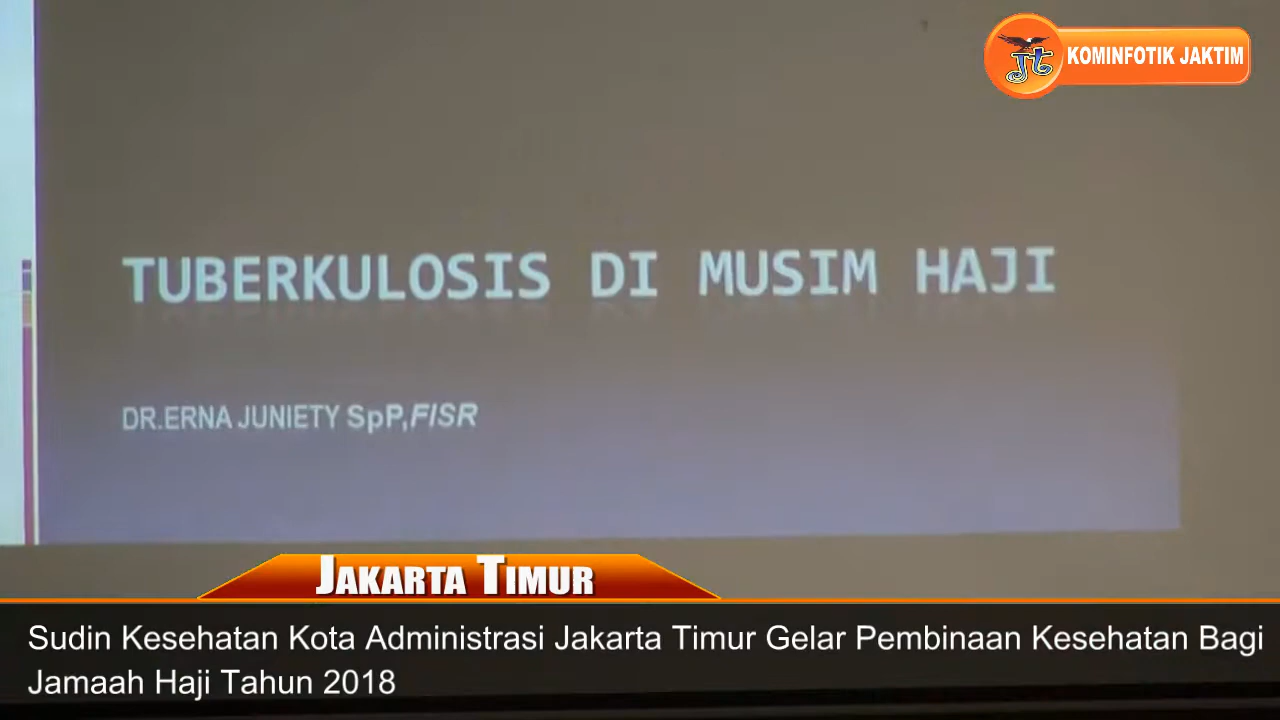 jt KOMINFOTIK JAKTIM
TUBERKULOSIS DI MUSIM HAJI
DR.ERNA JUNIETY SpP,FISR
JAKARTA TIMUR
Sudin Kesehatan Kota Administrasi Jakarta Timur Gelar Pembinaan Kesehatan Bagi
Jamaah Haji Tahun 2018